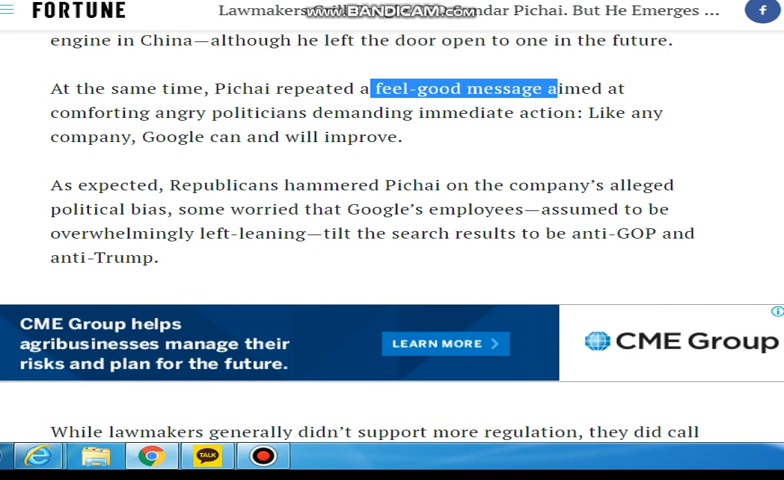 FORTUNE
Lawmakers ndar Pichai. But He Emerges ...
www.BANDICAM.com
f
engine in China—although he left the door open to one in the future.
At the same time, Pichai repeated a feel-good message aimed at
comforting angry politicians demanding immediate action: Like any
company, Google can and will improve.
As expected, Republicans hammered Pichai on the company's alleged
political bias, some worried that Google's employees—assumed to be
overwhelmingly left-leaning—tilt the search results to be anti-GOP and
anti-Trump.
CME Group helps
agribusinesses manage their
risks and plan for the future.
LEARN MORE
CME Group
While lawmakers generally didn't support more regulation, they did call
TALK